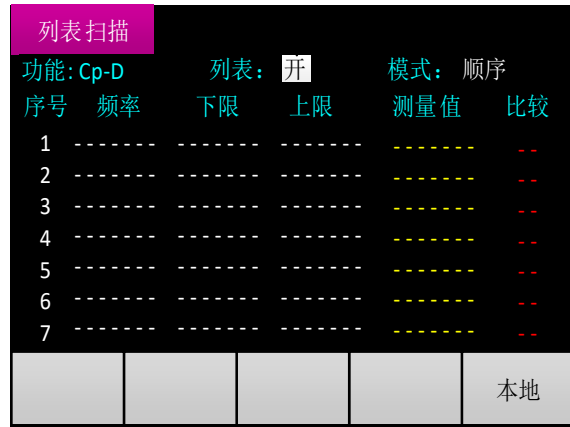 列表扫描
功能: Cp-D 列表： 开 模式： 顺序
序号 频率 下限 上限 测量值 比较
1 - - - - - - - - - - - - - - - - - - - - - - - - - - - - - -
2 - - - - - - - - - - - - - - - - - - - - - - - - - - - - - -
3 - - - - - - - - - - - - - - - - - - - - - - - - - - - - - -
4 - - - - - - - - - - - - - - - - - - - - - - - - - - - - - -
5 - - - - - - - - - - - - - - - - - - - - - - - - - - - - - -
6 - - - - - - - - - - - - - - - - - - - - - - - - - - - - - -
7 - - - - - - - - - - - - - - - - - - - - - - - - - - - - - -
本地